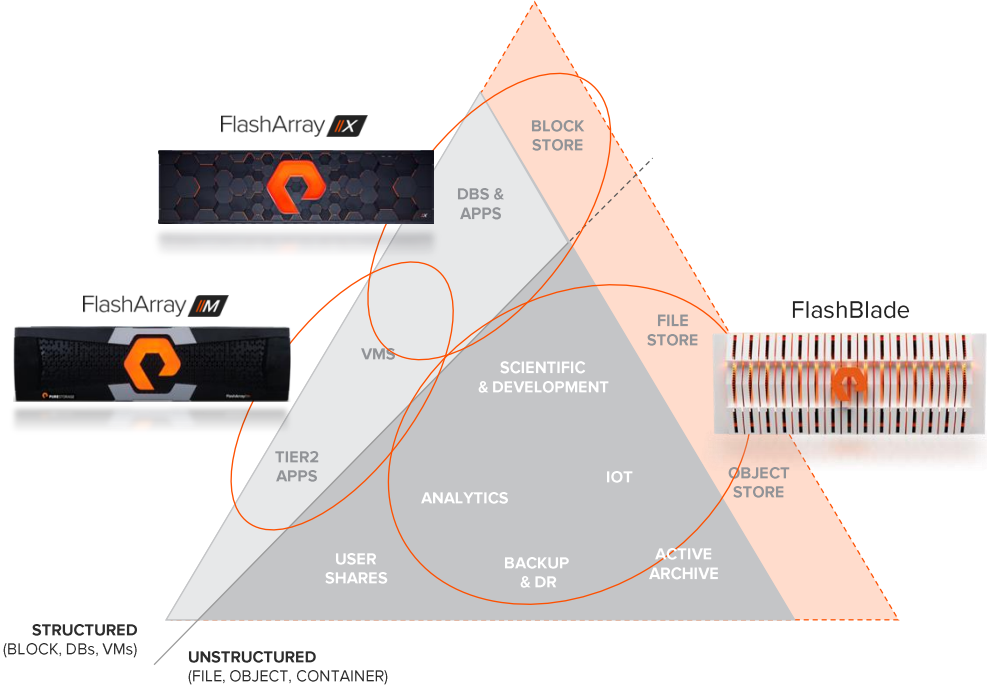 FlashArray //X
BLOCK
STORE
DBS &
APPS
FlashArray //M
FlashBlade
FILE
STORE
VMS
SCIENTIFIC
& DEVELOPMENT
PURESTORAGE
TIER2
APPS
IOT
OBJECT
STORE
ANALYTICS
USER
SHARES
BACKUP
& DR
ACTIVE
ARCHIVE
STRUCTURED
(BLOCK, DBs, VMs)
UNSTRUCTURED
(FILE, OBJECT, CONTAINER)